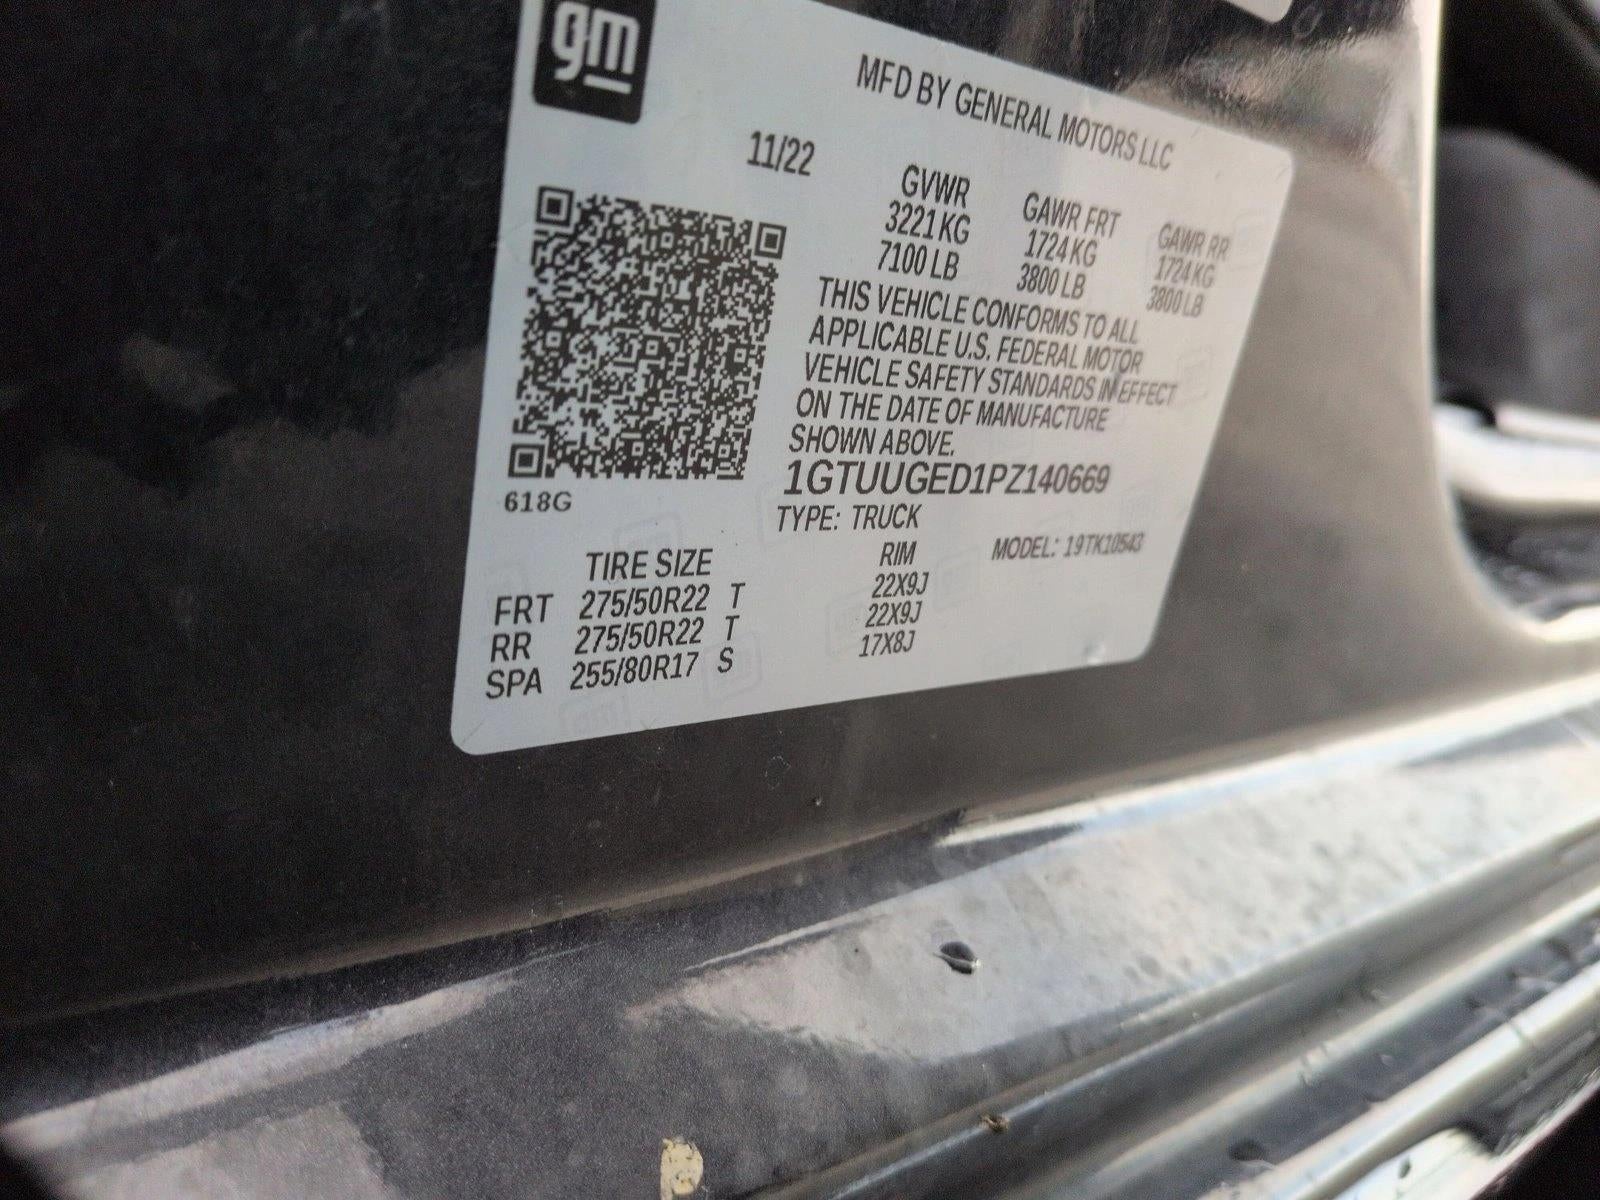 gm
MFD BY GENERAL MOTORS LLC
11/22
GVWR GAWR FRT GAWR RR
3221 KG 1724 KG 1724 KG
7100 LB 3800 LB 3800 LB
THIS VEHICLE CONFORMS TO ALL
APPLICABLE U.S. FEDERAL MOTOR
VEHICLE SAFETY STANDARDS IN EFFECT
ON THE DATE OF MANUFACTURE
SHOWN ABOVE.
1GTUUGED1PZ140669
618G
TYPE: TRUCK
MODEL: 19TK10543
TIRE SIZE RIM
FRT 275/50R22 T 22X9J
RR 275/50R22 T 22X9J
SPA 255/80R17 S 17X8J